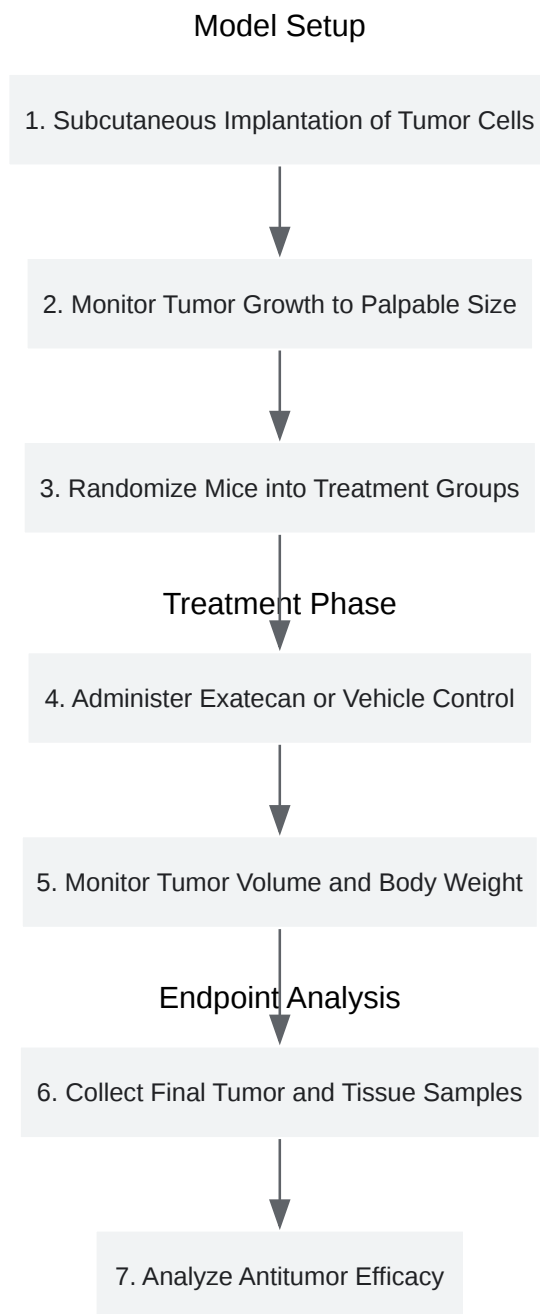 Model Setup
1. Subcutaneous Implantation of Tumor Cells
2. Monitor Tumor Growth to Palpable Size
3. Randomize Mice into Treatment Groups
Treatment Phase
4. Administer Exatecan or Vehicle Control
5. Monitor Tumor Volume and Body Weight
Endpoint Analysis
6. Collect Final Tumor and Tissue Samples
7. Analyze Antitumor Efficacy